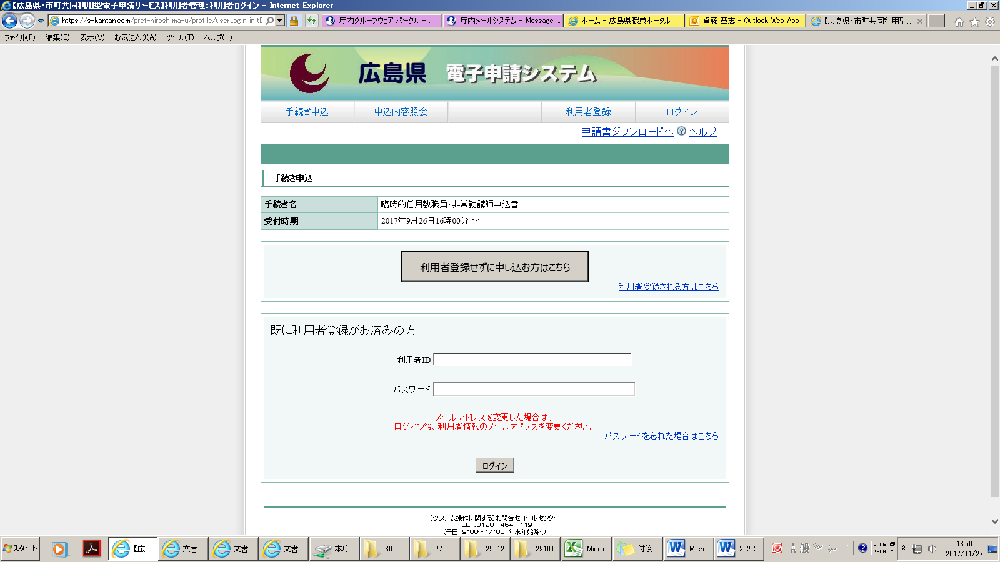 【広島県・市町共同利用型電子申請サービス】利用者管理：利用者ログイン - Internet Explorer
https://s-kantan.com/pref-hiroshima-u/profile/userLogin_initD
庁内グループウェア ポータル - ...
庁内メールシステム - Message ...
ホーム - 広島県職員ポータル
貞藤 基志 - Outlook Web App
【広島県・市町共同利用型...
ファイル(F) 編集(E) 表示(V) お気に入り(A) ツール(T) ヘルプ(H)
広島県 電子申請システム
手続き申込 申込内容照会 利用者登録 ログイン
申請書ダウンロードへ ? ヘルプ
手続き申込
手続き名 臨時的任用教職員・非常勤講師申込書
受付時期 2017年9月26日16時00分 ～
利用者登録せずに申し込む方はこちら
利用者登録される方はこちら
既に利用者登録がお済みの方
利用者ID
パスワード
メールアドレスを変更した場合は、
ログイン後、利用者情報のメールアドレスを変更ください。
パスワードを忘れた場合はこちら
ログイン
【システム操作に関する】お問合せコールセンター
TEL :0120-464-119
(平日 9:00～17:00 年末年始除く)
スタート 【広... 文書... 文書... 文書... 本庁... 30 ... 27 ... 25012... 29101... Micro... 付箋 Micro... 202 (... A 般 CAPS KANA 13:50
2017/11/27